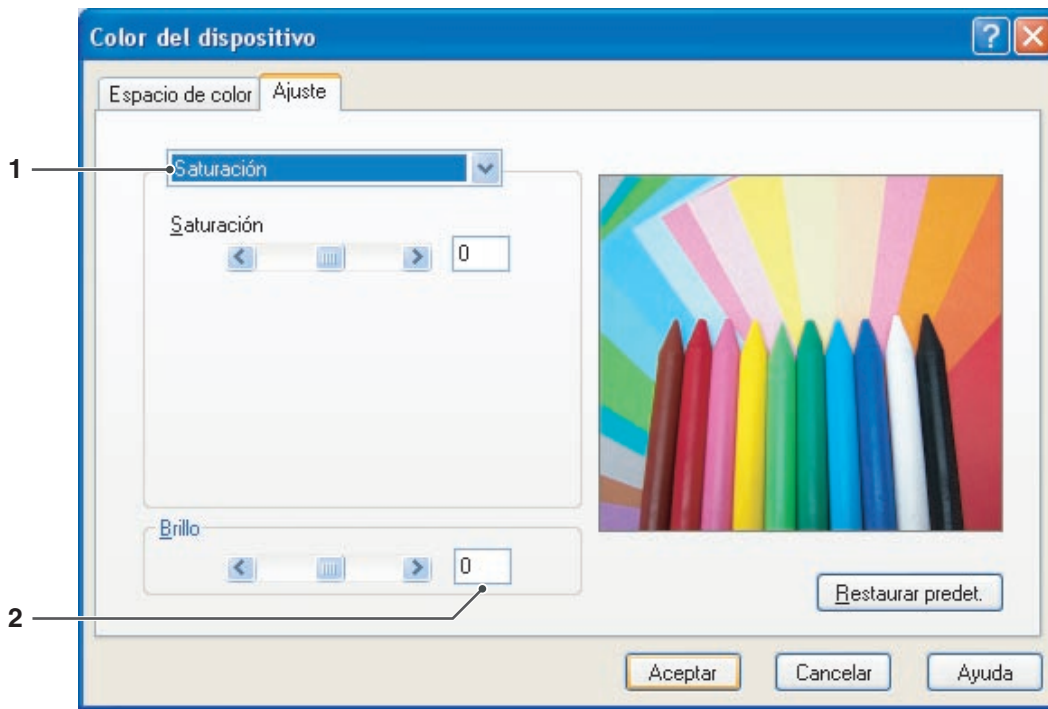 Color del dispositivo
Espacio de color
Ajuste
1
Saturación
Saturación
0
Brillo
0
2
Restaurar predet.
Aceptar
Cancelar
Ayuda